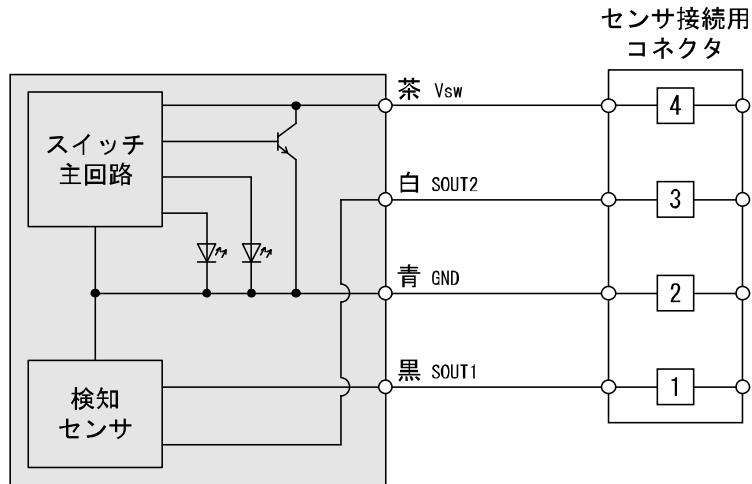 センサ接続用
コネクタ
茶 Vsw
4
スイッチ
主回路
白 SOUT2
3
青 GND
2
黒 SOUT1
1
検知
センサ